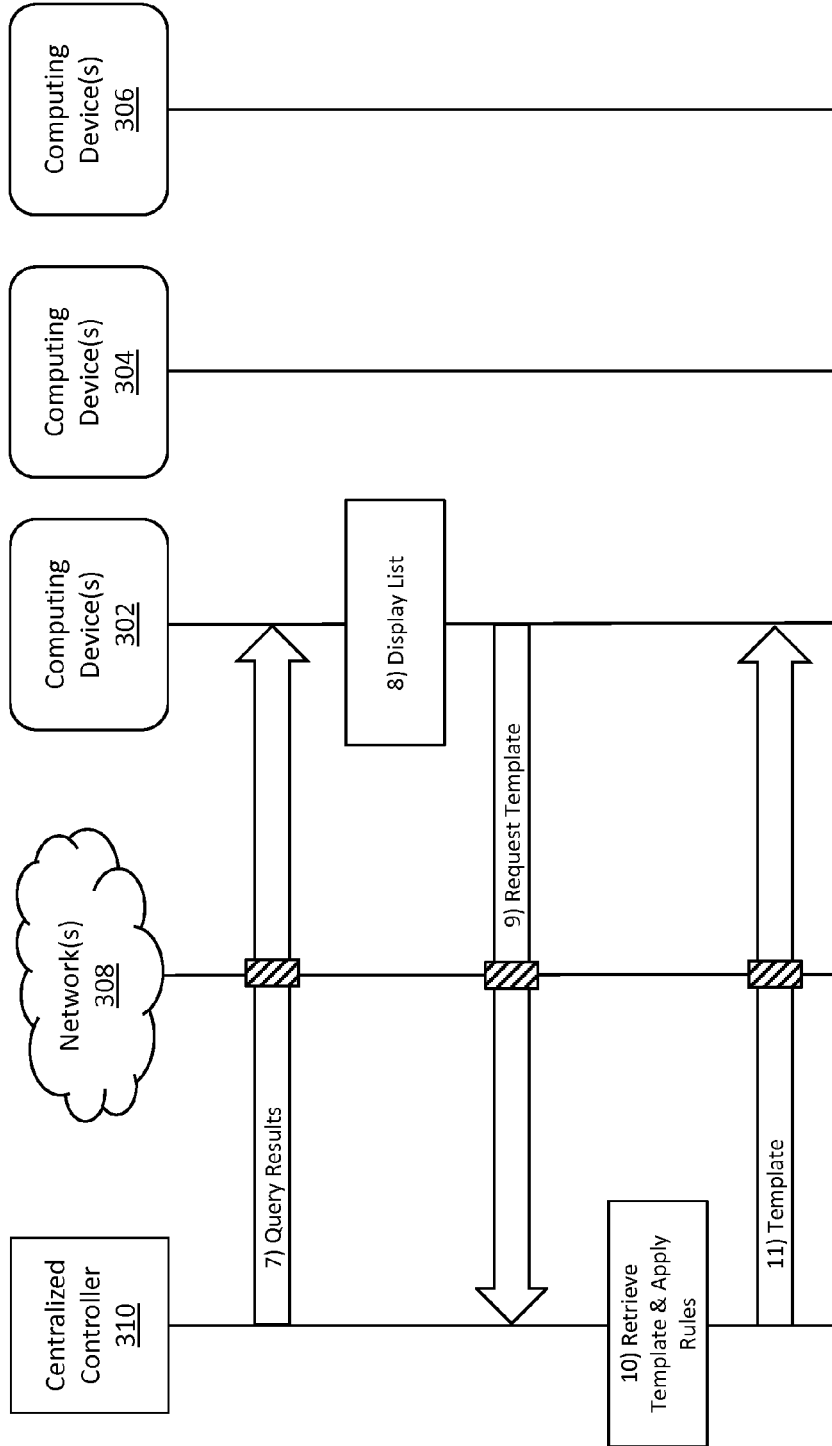 Centralized
Controller
310
Network(s)
308
Computing
Device(s)
302
Computing
Device(s)
304
Computing
Device(s)
306
7) Query Results
8) Display List
9) Request Template
10) Retrieve
Template & Apply
Rules
11) Template